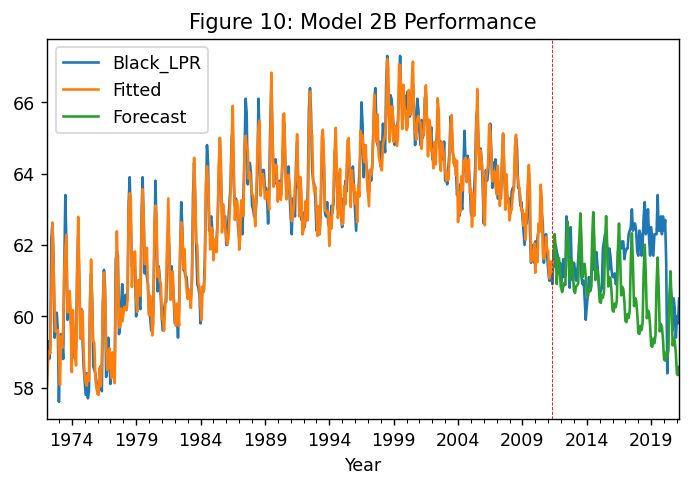 Figure 10: Model 2B Performance
Black_LPR
Fitted
Forecast
66
64
62
60
58
1974 1979 1984 1989 1994 1999 2004 2009 2014 2019
Year